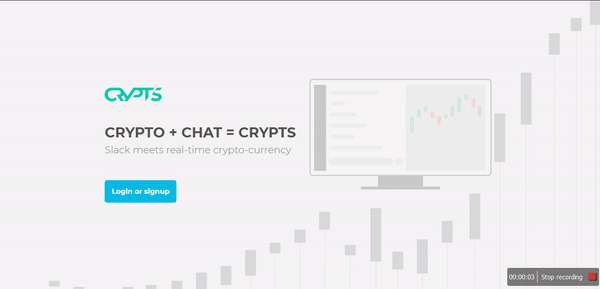 CRYPTS
CRYPTO + CHAT = CRYPTS
Slack meets real-time crypto-currency
Login or signup
00:00:03 Stop recording